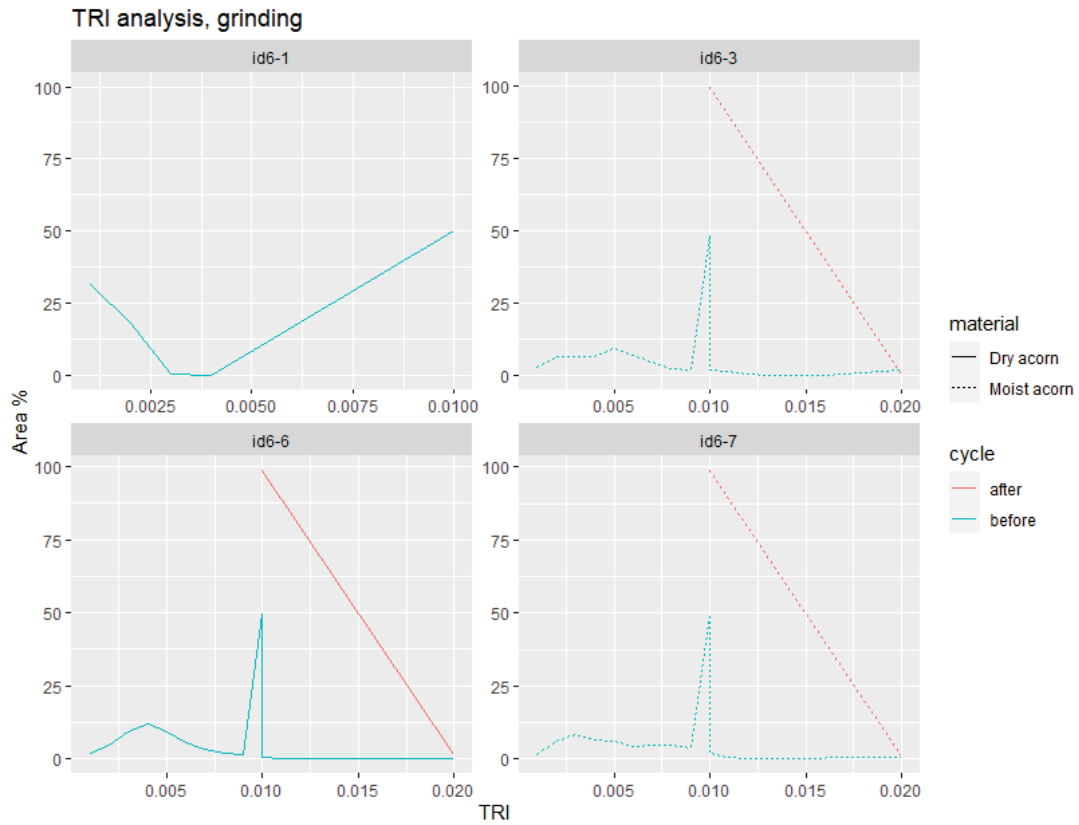 TRI analysis, grinding
id6-1
id6-3
100
75
50
25
0
0.0025
0.0050
0.0075
0.0100
100
75
50
25
0
0.005
0.010
0.015
0.020
id6-6
id6-7
100
75
50
25
0
0.005
0.010
0.015
0.020
100
75
50
25
0
0.005
0.010
0.015
0.020
Area %
TRI
material
Dry acorn
Moist acorn
cycle
after
before